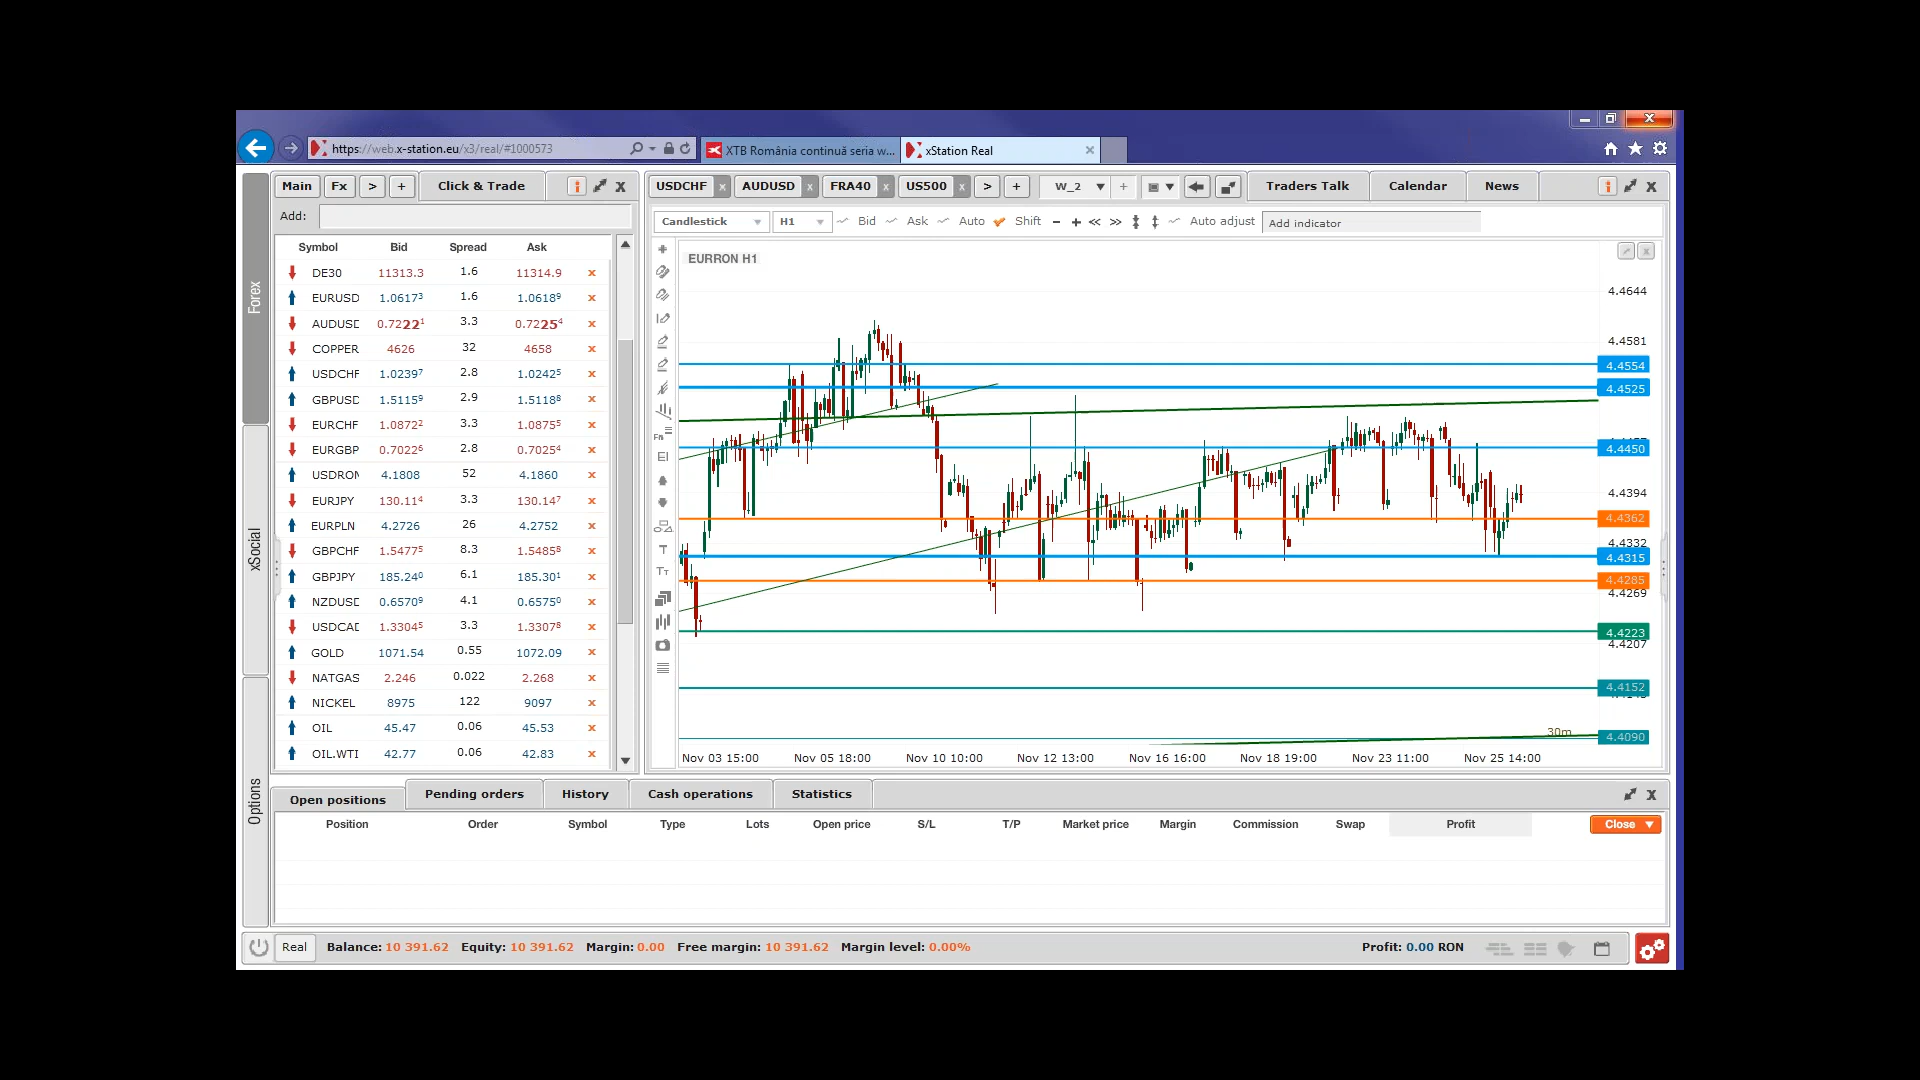 https://web.x-station.eu/x3/real/#1000573
XTB România continuă seria w...
xStation Real
Main Fx > + Click & Trade
USDCHF x AUDUSD x FRA40 x US500 x > + W_2 + Traders Talk Calendar News
Add:
Candlestick H1 Bid Ask Auto Shift − + << >> Auto adjust Add indicator
Forex
xSocial
Options
Symbol Bid Spread Ask
DE30 11313.3 1.6 11314.9 x
EURUSD 1.0617³ 1.6 1.0618⁹ x
AUDUSD 0.7222¹ 3.3 0.7225⁴ x
COPPER 4626 32 4658 x
USDCHF 1.0239⁷ 2.8 1.0242⁵ x
GBPUSD 1.5115⁹ 2.9 1.5118⁸ x
EURCHF 1.0872² 3.3 1.0875⁵ x
EURGBP 0.7022⁶ 2.8 0.7025⁴ x
USDRON 4.1808 52 4.1860 x
EURJPY 130.11⁴ 3.3 130.14⁷ x
EURPLN 4.2726 26 4.2752 x
GBPCHF 1.5477⁵ 8.3 1.5485⁸ x
GBPJPY 185.24⁰ 6.1 185.30¹ x
NZDUSD 0.6570⁹ 4.1 0.6575⁰ x
USDCAD 1.3304⁵ 3.3 1.3307⁸ x
GOLD 1071.54 0.55 1072.09 x
NATGAS 2.246 0.022 2.268 x
NICKEL 8975 122 9097 x
OIL 45.47 0.06 45.53 x
OIL.WTI 42.77 0.06 42.83 x
EURRON H1
4.4644
4.4581
4.4554
4.4525
4.4450
4.4394
4.4362
4.4332
4.4315
4.4285
4.4269
4.4223
4.4207
4.4152
30m
4.4090
Nov 03 15:00 Nov 05 18:00 Nov 10 10:00 Nov 12 13:00 Nov 16 16:00 Nov 18 19:00 Nov 23 11:00 Nov 25 14:00
Open positions Pending orders History Cash operations Statistics
Position Order Symbol Type Lots Open price S/L T/P Market price Margin Commission Swap Profit Close
Real Balance: 10 391.62 Equity: 10 391.62 Margin: 0.00 Free margin: 10 391.62 Margin level: 0.00% Profit: 0.00 RON